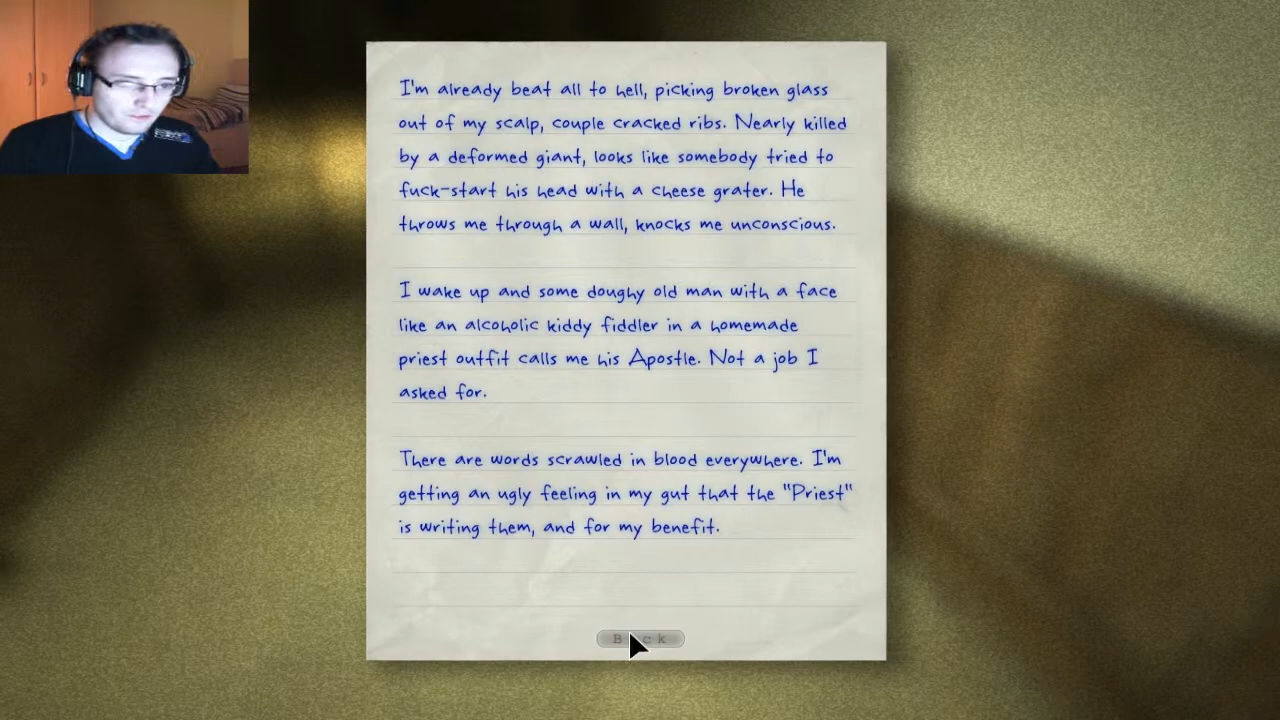 I'm already beat all to hell, picking broken glass
out of my scalp, couple cracked ribs. Nearly killed
by a deformed giant, looks like somebody tried to
fuck-start his head with a cheese grater. He
throws me through a wall, knocks me unconscious.
I wake up and some doughy old man with a face
like an alcoholic kiddy fiddler in a homemade
priest outfit calls me his Apostle. Not a job I
asked for.
There are words scrawled in blood everywhere. I'm
getting an ugly feeling in my gut that the "Priest"
is writing them, and for my benefit.